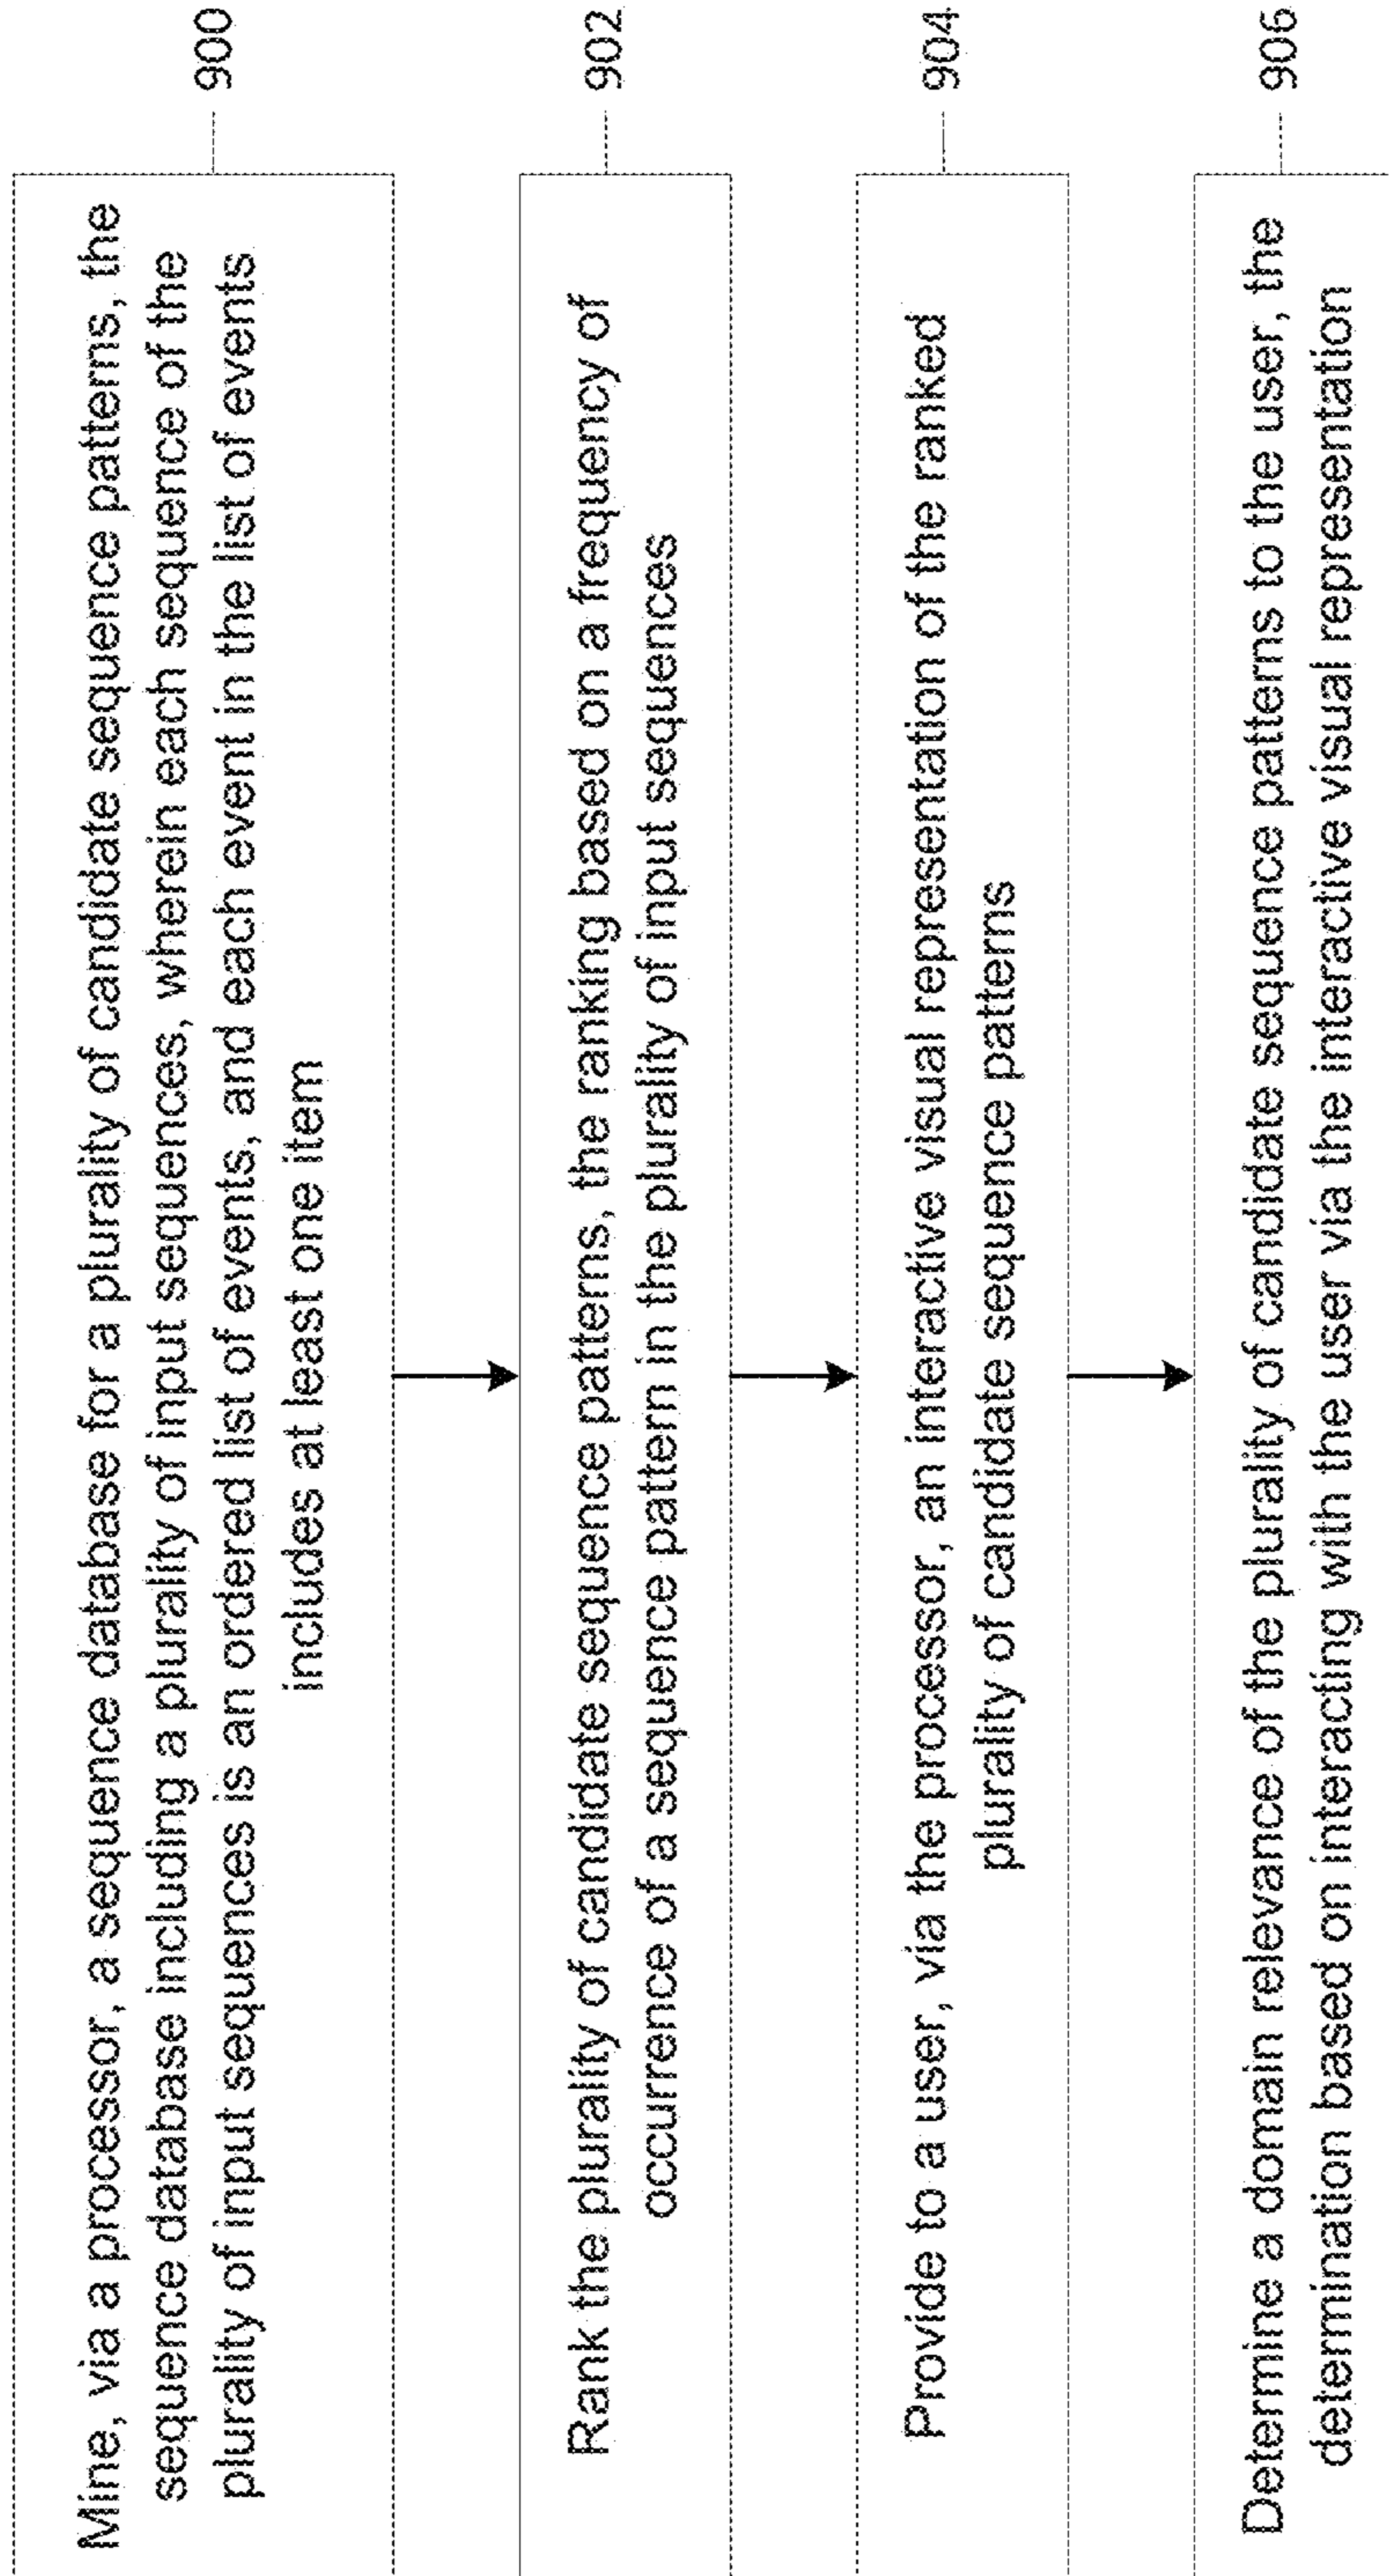 Mine, via a processor, a sequence database for a plurality of candidate sequence patterns, the
sequence database including a plurality of input sequences, wherein each sequence of the
plurality of input sequences is an ordered list of events, and each event in the list of events
includes at least one item
900
Rank the plurality of candidate sequence patterns, the ranking based on a frequency of
occurrence of a sequence pattern in the plurality of input sequences
902
Provide to a user, via the processor, an interactive visual representation of the ranked
plurality of candidate sequence patterns
904
Determine a domain relevance of the plurality of candidate sequence patterns to the user, the
determination based on interacting with the user via the interactive visual representation
906